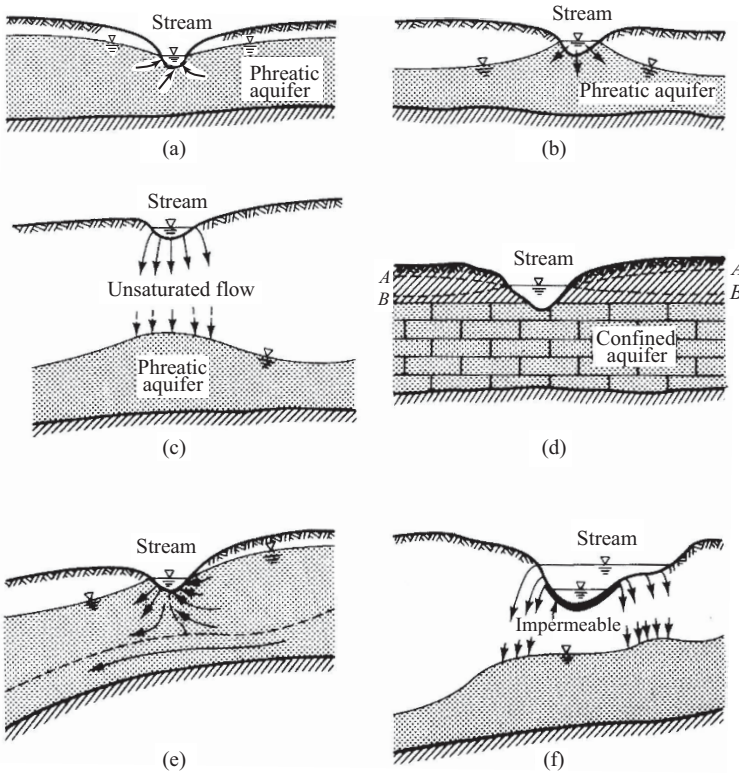 Stream
Phreatic
aquifer
(a)
Stream
Phreatic aquifer
(b)
Stream
Unsaturated flow
Phreatic
aquifer
(c)
Stream
A
A
B
B
Confined
aquifer
(d)
Stream
(e)
Stream
Impermeable
(f)